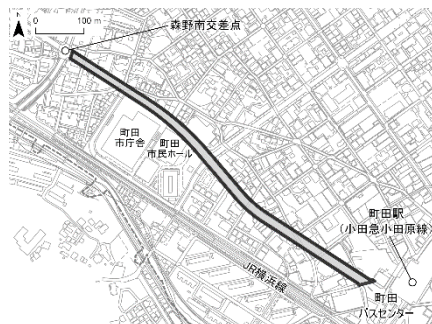 N
0 100 m
森野南交差点
町田
市庁舎
町田
市民ホール
町田駅
(小田急小田原線)
JR横浜線
町田
バスセンター